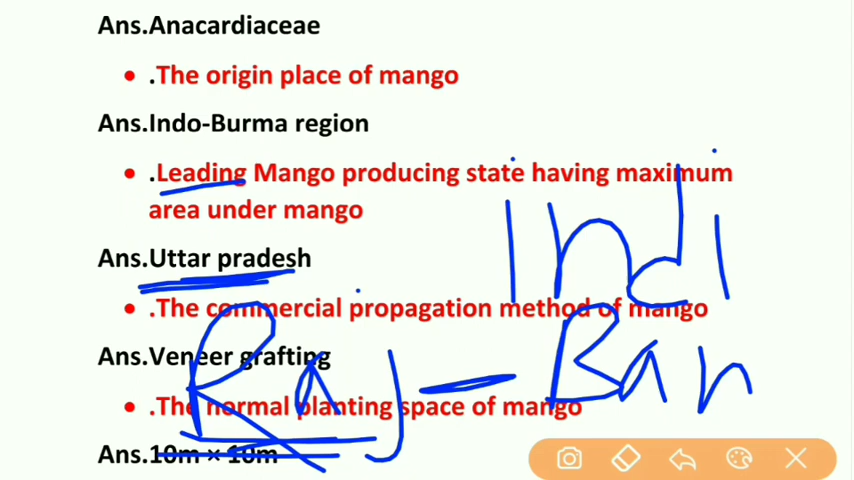 Ans.Anacardiaceae
• .The origin place of mango
Ans.Indo-Burma region
• .Leading Mango producing state having maximum
area under mango
Ans.Uttar pradesh
• .The commercial propagation method of mango
Ans.Veneer grafting
• .The normal planting space of mango
Ans.10m × 10m
Indi
Raj - Ran